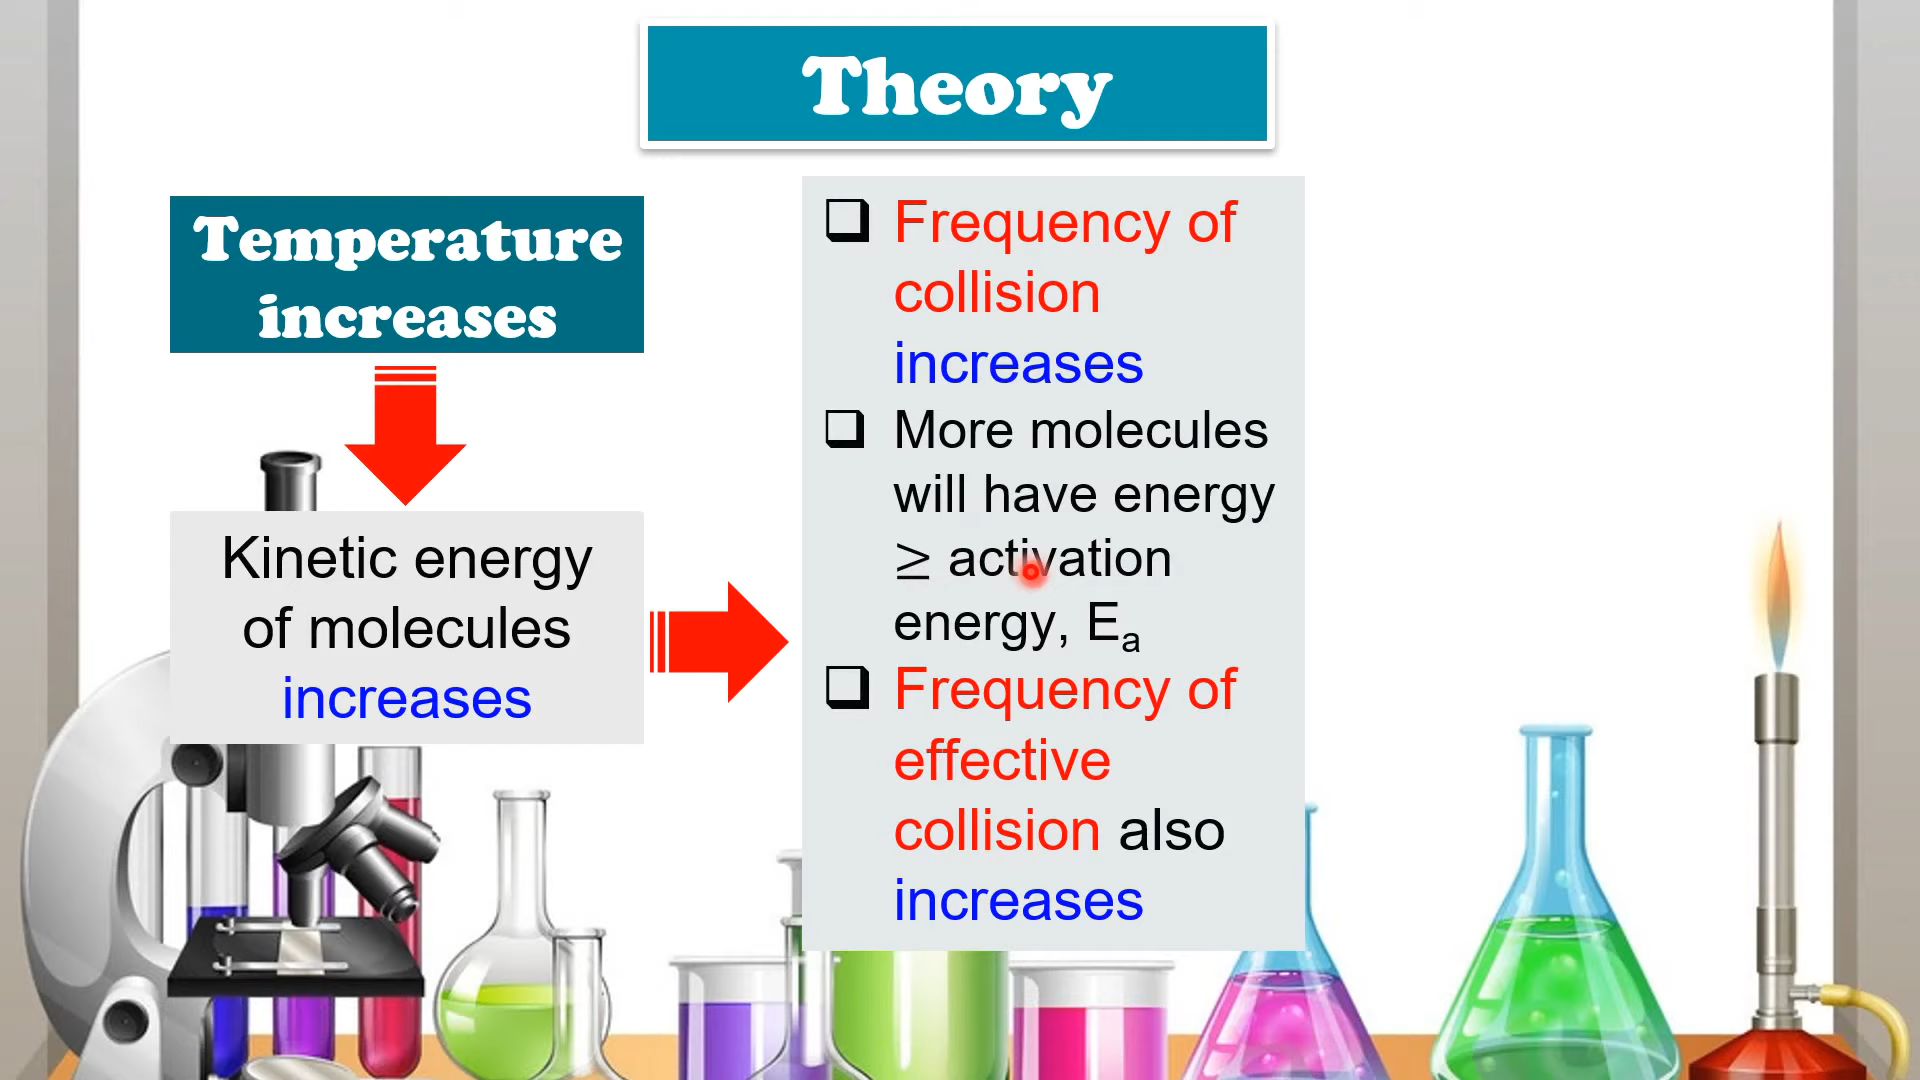 Theory
Temperature
increases
Kinetic energy
of molecules
increases
Frequency of
collision
increases
More molecules
will have energy
≥ activation
energy, Eₐ
Frequency of
effective
collision also
increases